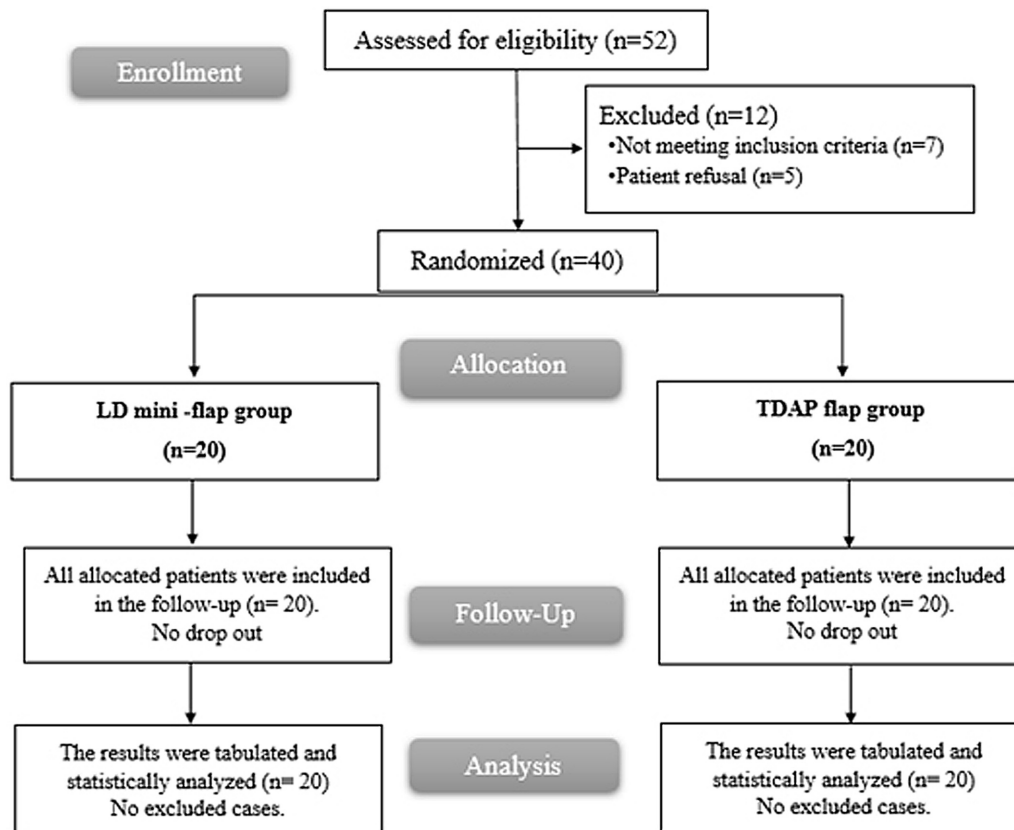 Assessed for eligibility (n=52)
Enrollment
Excluded (n=12)
•Not meeting inclusion criteria (n=7)
•Patient refusal (n=5)
Randomized (n=40)
Allocation
LD mini -flap group
(n=20)
TDAP flap group
(n=20)
All allocated patients were included
in the follow-up (n= 20).
No drop out
Follow-Up
All allocated patients were included
in the follow-up (n= 20).
No drop out
The results were tabulated and
statistically analyzed (n= 20)
No excluded cases.
Analysis
The results were tabulated and
statistically analyzed (n= 20)
No excluded cases.